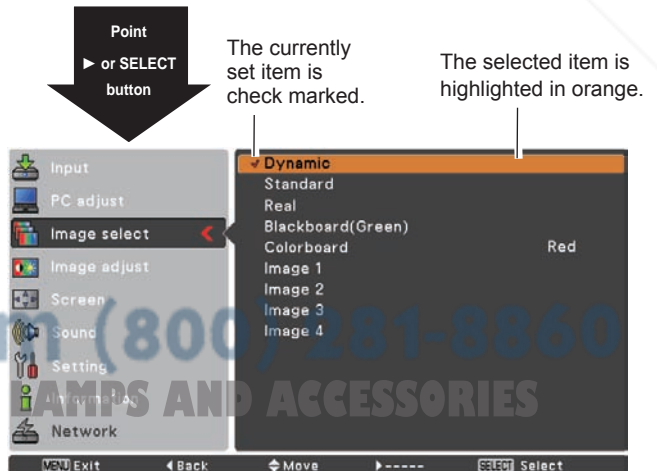 Point
► or SELECT
button
The currently
set item is
check marked.
The selected item is
highlighted in orange.
Input
PC adjust
Image select
Image adjust
Screen
Sound
Setting
Information
Network
✔ Dynamic
Standard
Real
Blackboard(Green)
Colorboard Red
Image 1
Image 2
Image 3
Image 4
m (800) 281-8860
LAMPS AND ACCESSORIES
MENU Exit ◄Back Move ►----- SELECT Select